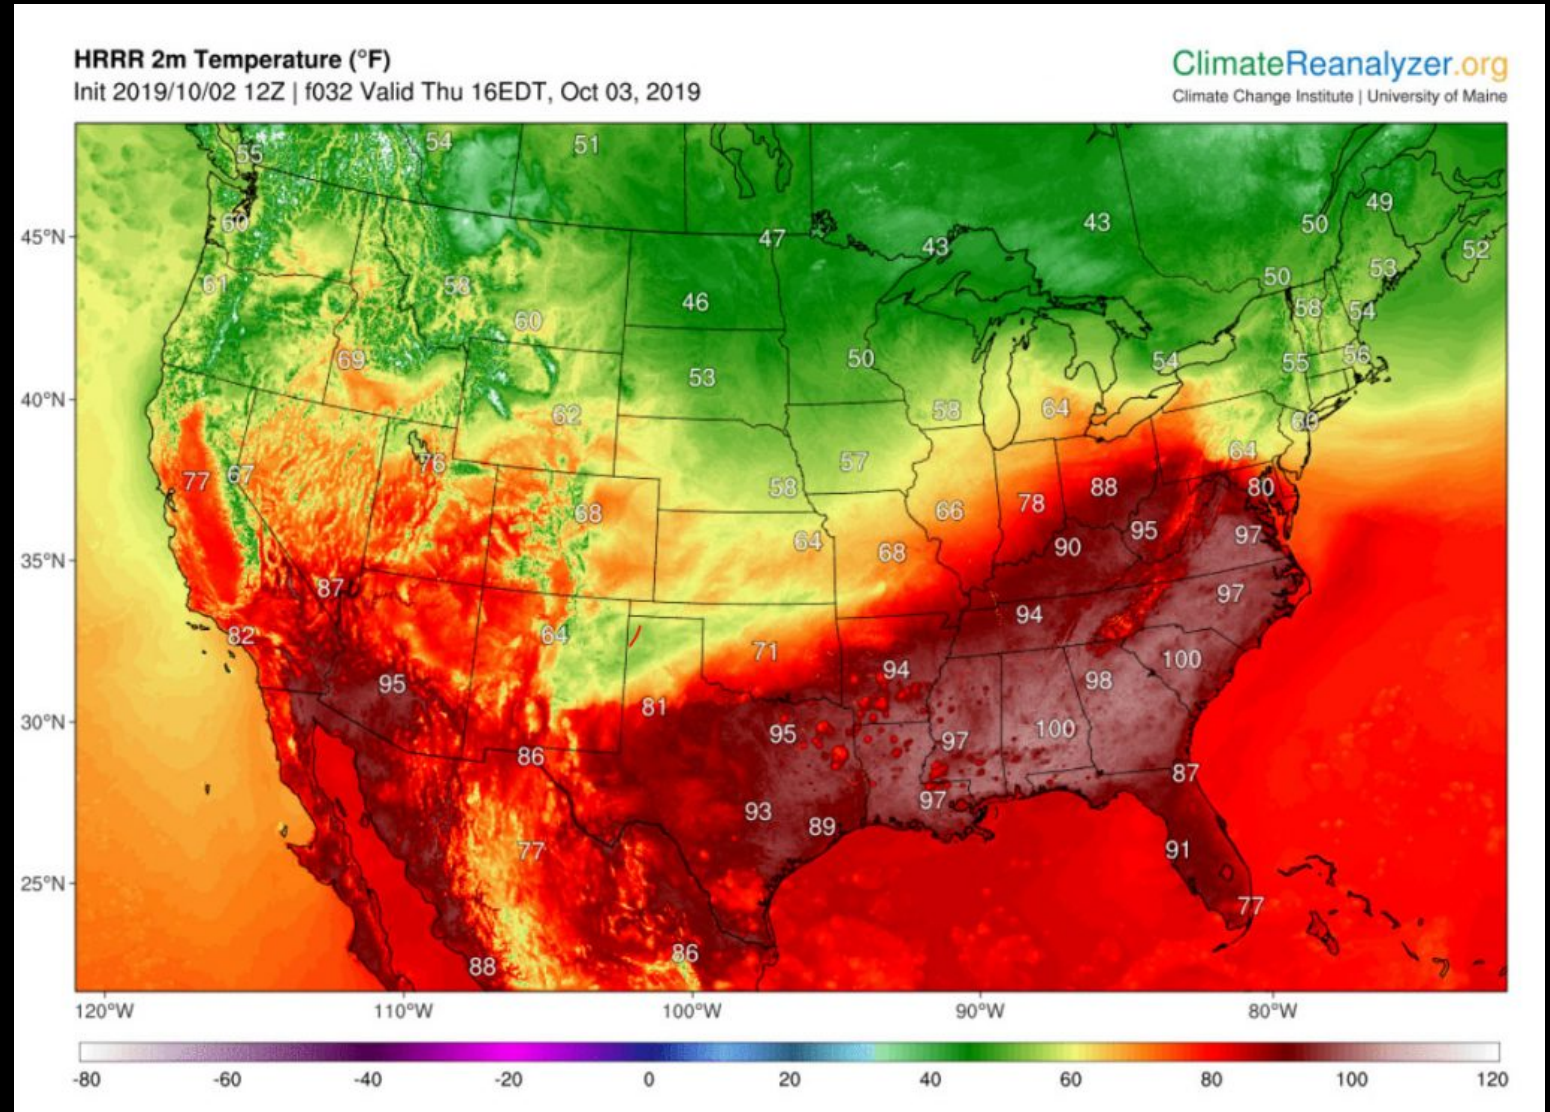 HRRR 2m Temperature (°F)
ClimateReanalyzer.org
Init 2019/10/02 12Z | f032 Valid Thu 16EDT, Oct 03, 2019
Climate Change Institute | University of Maine
55 54 51
49
60 47 43 43 50 52
45°N
61 58 50 53
46 58 54
60
69 50 54 55 56
53
40°N
62 58 64 60
77 67 76 57 64
58 88 80
68 66 78
64 68 90 95 97
35°N
87 94 97
82 64 71
95 94 98 100
81
30°N
95 97 100
86 87
93 89 97
77 91
25°N
77
88 86
120°W 110°W 100°W 90°W 80°W
-80 -60 -40 -20 0 20 40 60 80 100 120